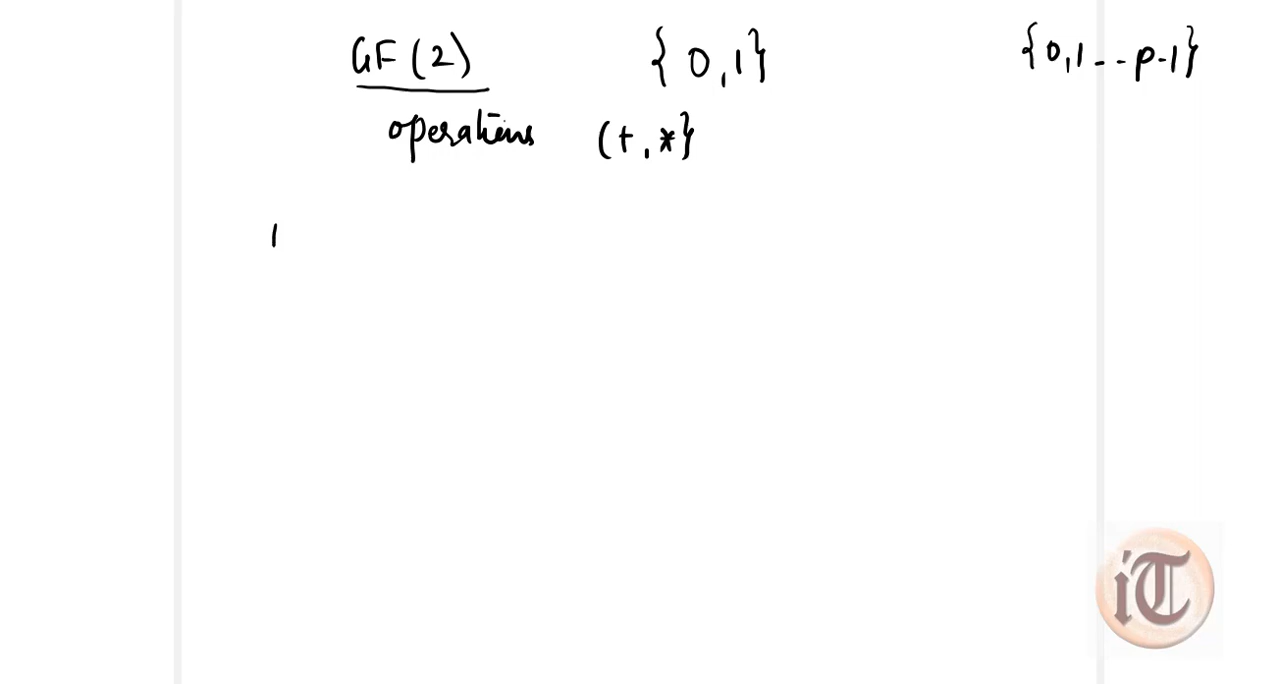 GF(2) {0,1} {0,1--p-1}
operations (+,*}
1
iT